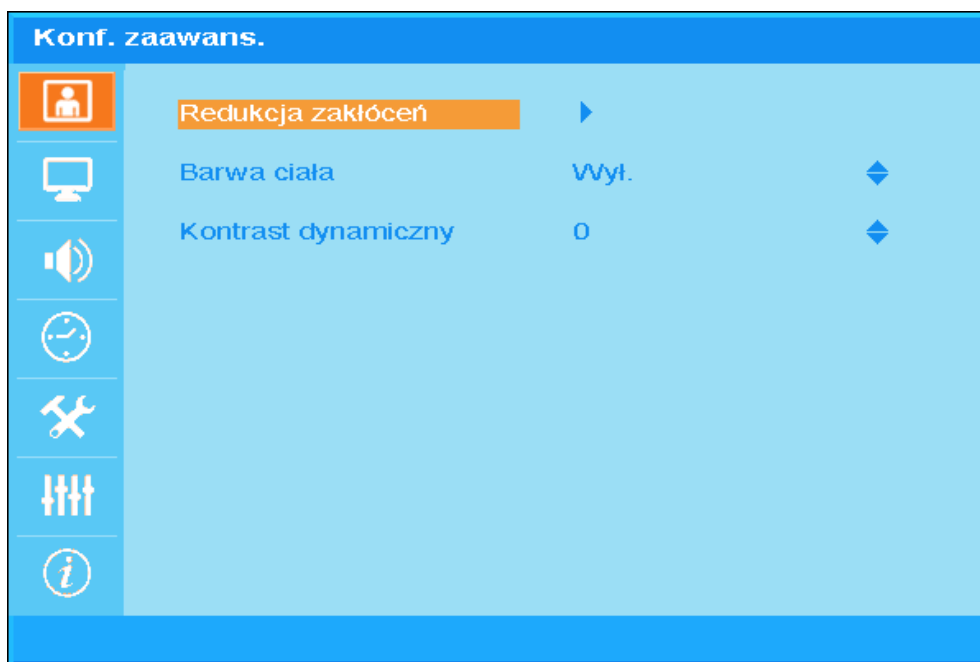 Konf. zaawans.
Redukcja zakłóceń
Barwa ciała Wył.
Kontrast dynamiczny 0